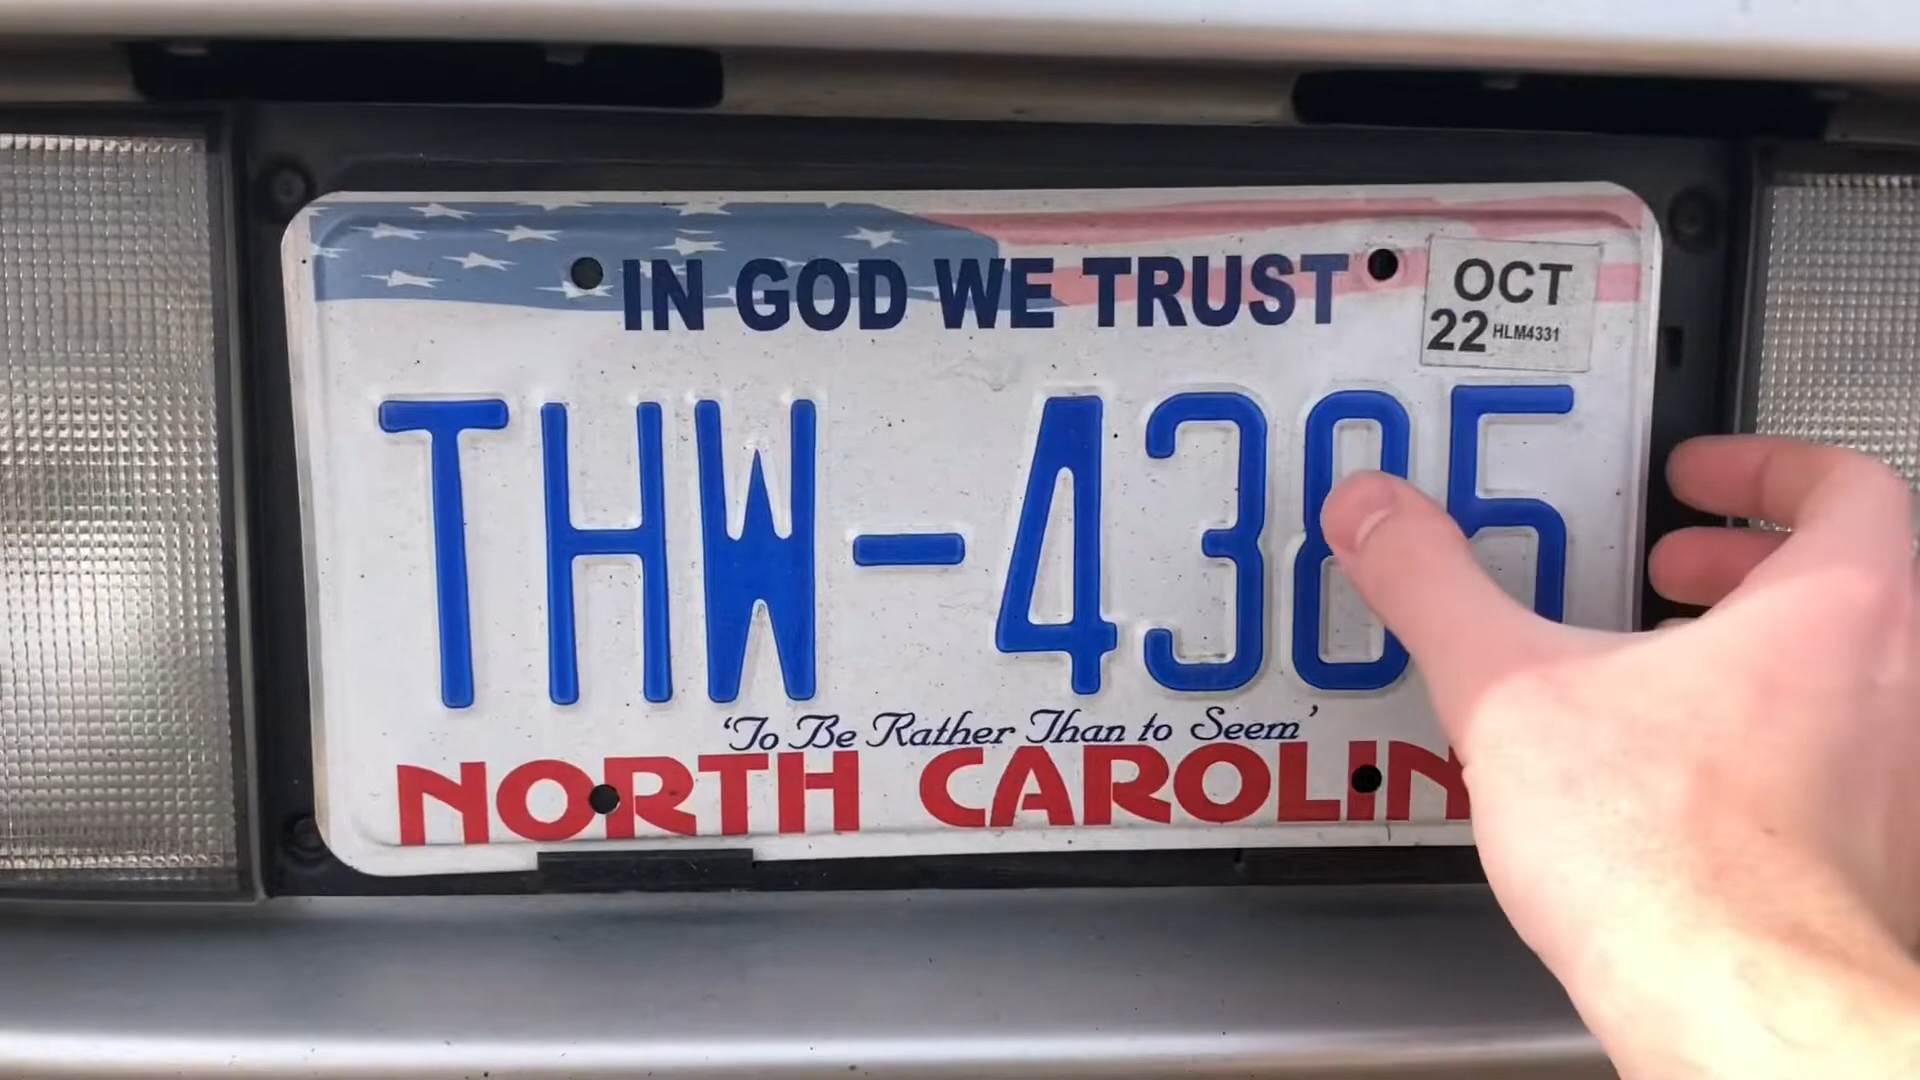 IN GOD WE TRUST
OCT
22 HLM4331
THW-4385
'To Be Rather Than to Seem'
NORTH CAROLIN